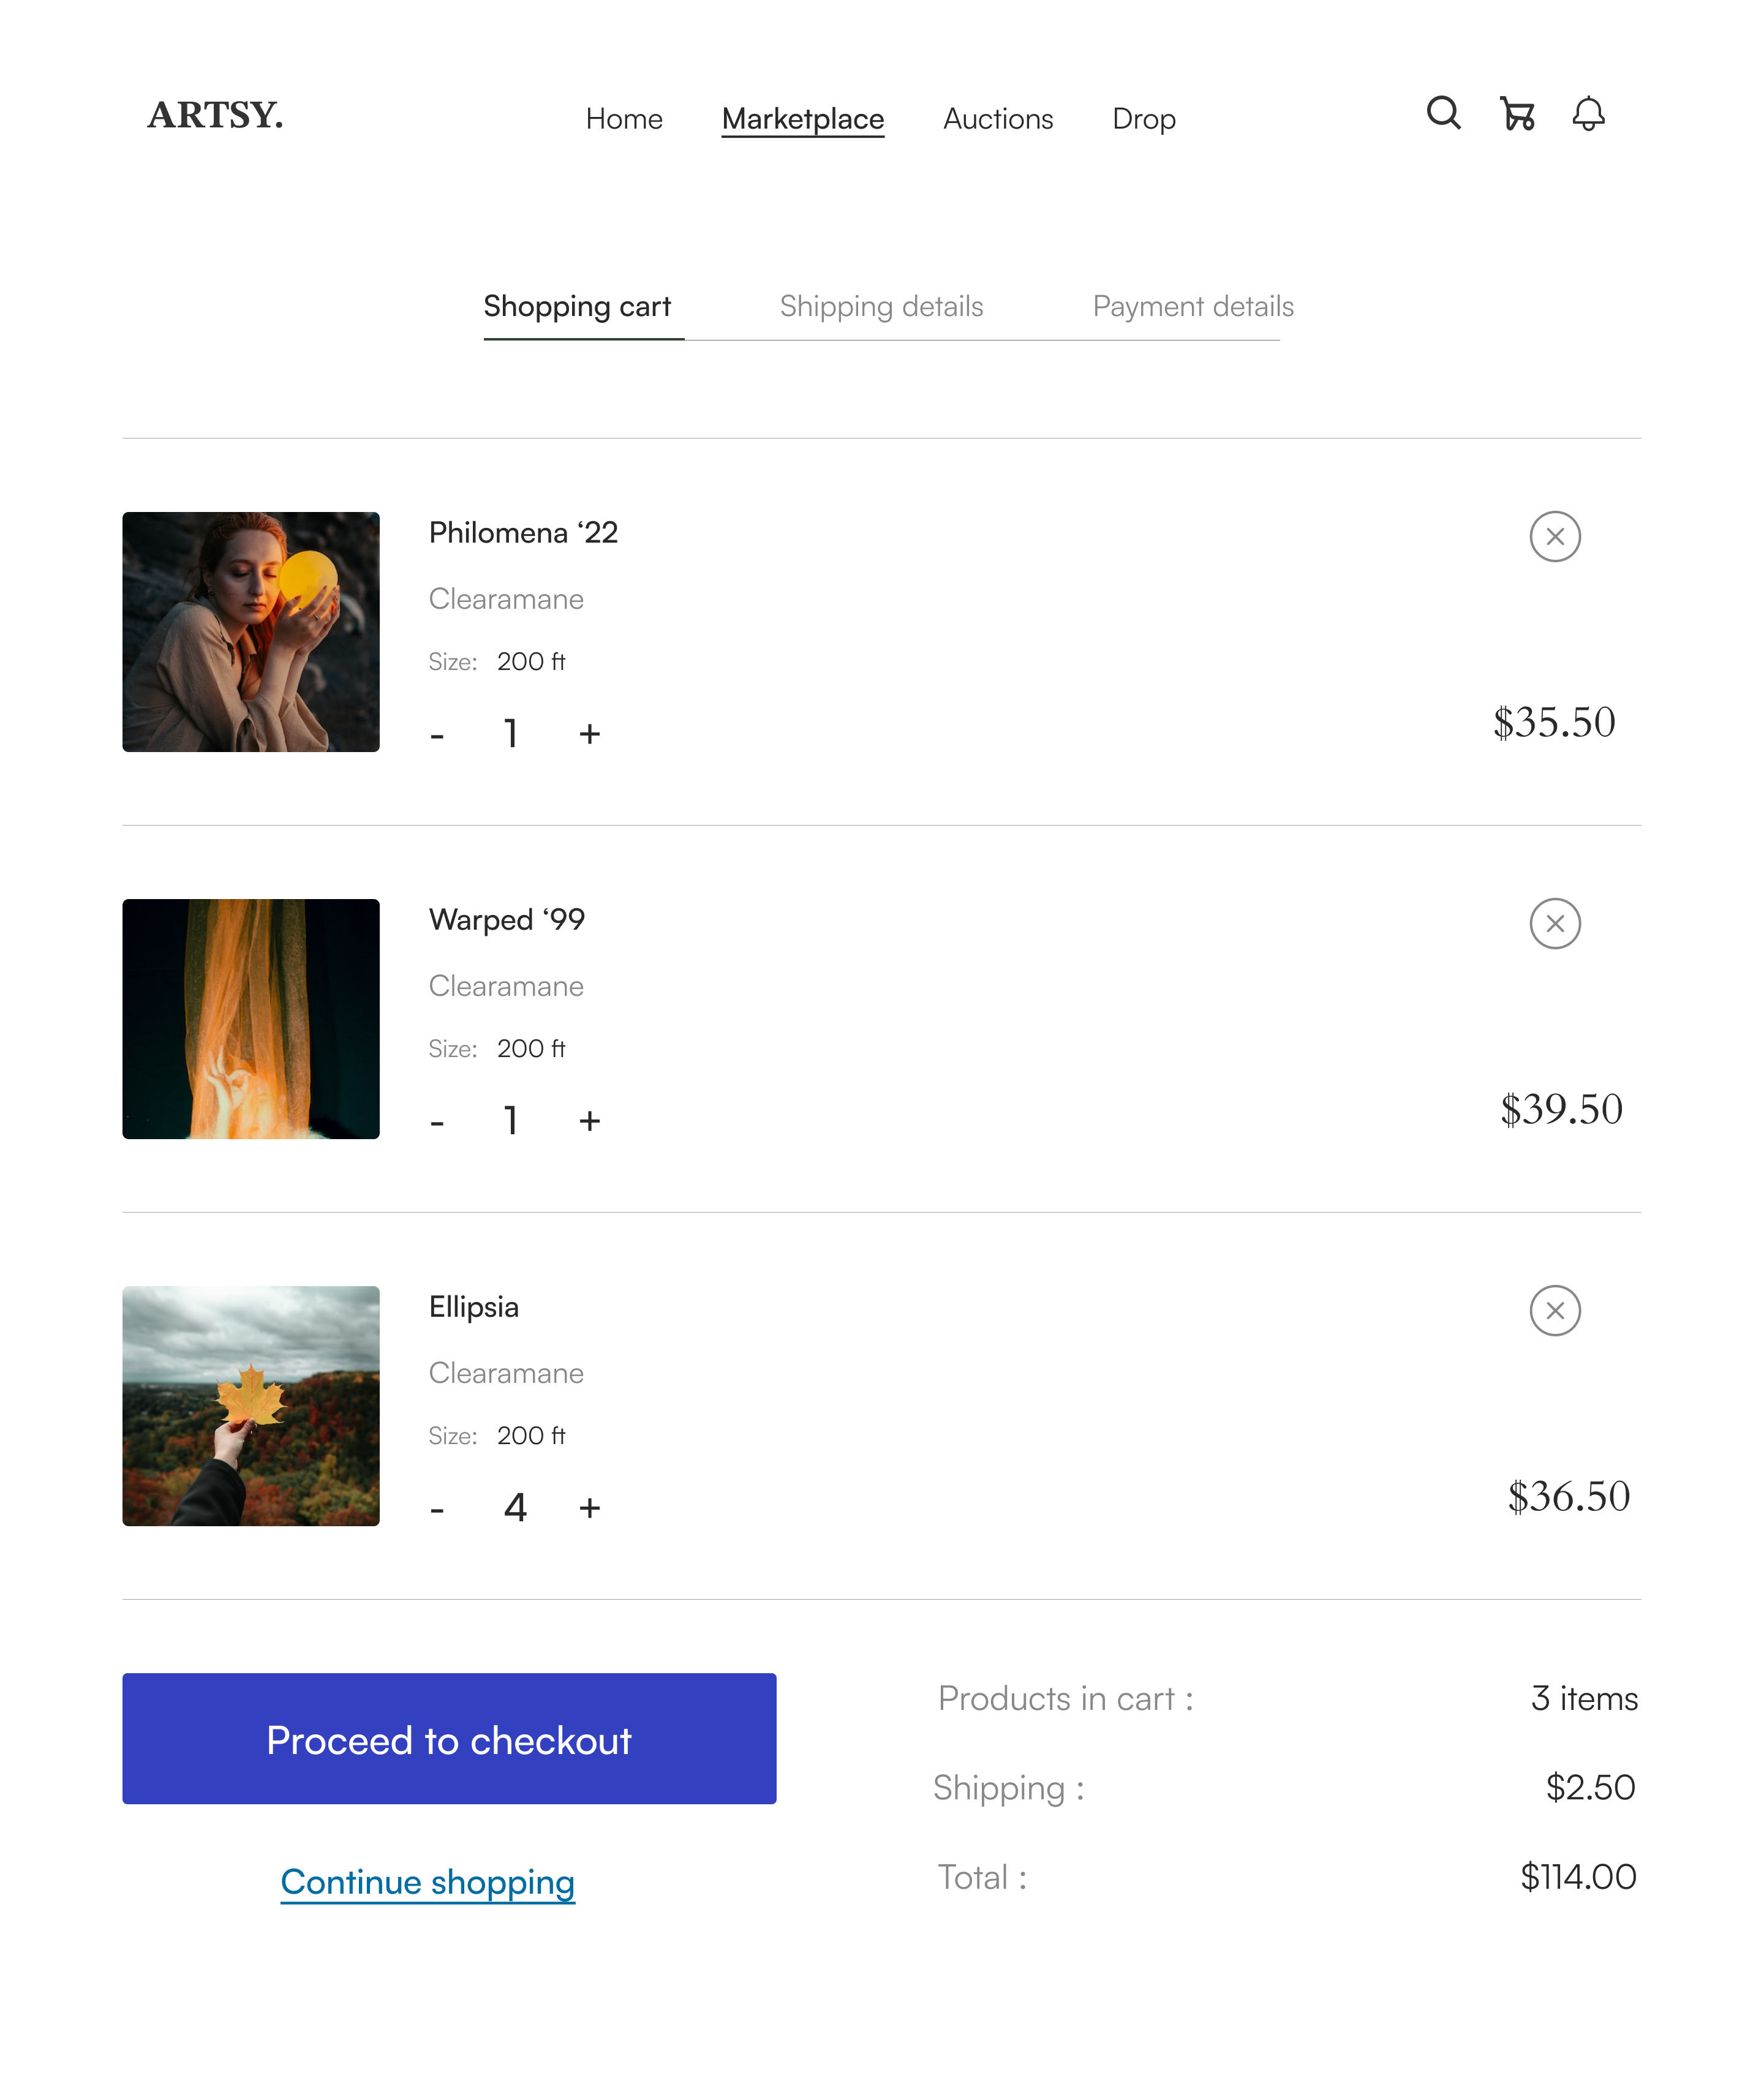 ARTSY.
Home Marketplace Auctions Drop
Shopping cart Shipping details Payment details
Philomena ‘22
Clearamane
Size: 200 ft
- 1 +
$35.50
Warped ‘99
Clearamane
Size: 200 ft
- 1 +
$39.50
Ellipsia
Clearamane
Size: 200 ft
- 4 +
$36.50
Proceed to checkout
Continue shopping
Products in cart : 3 items
Shipping : $2.50
Total : $114.00